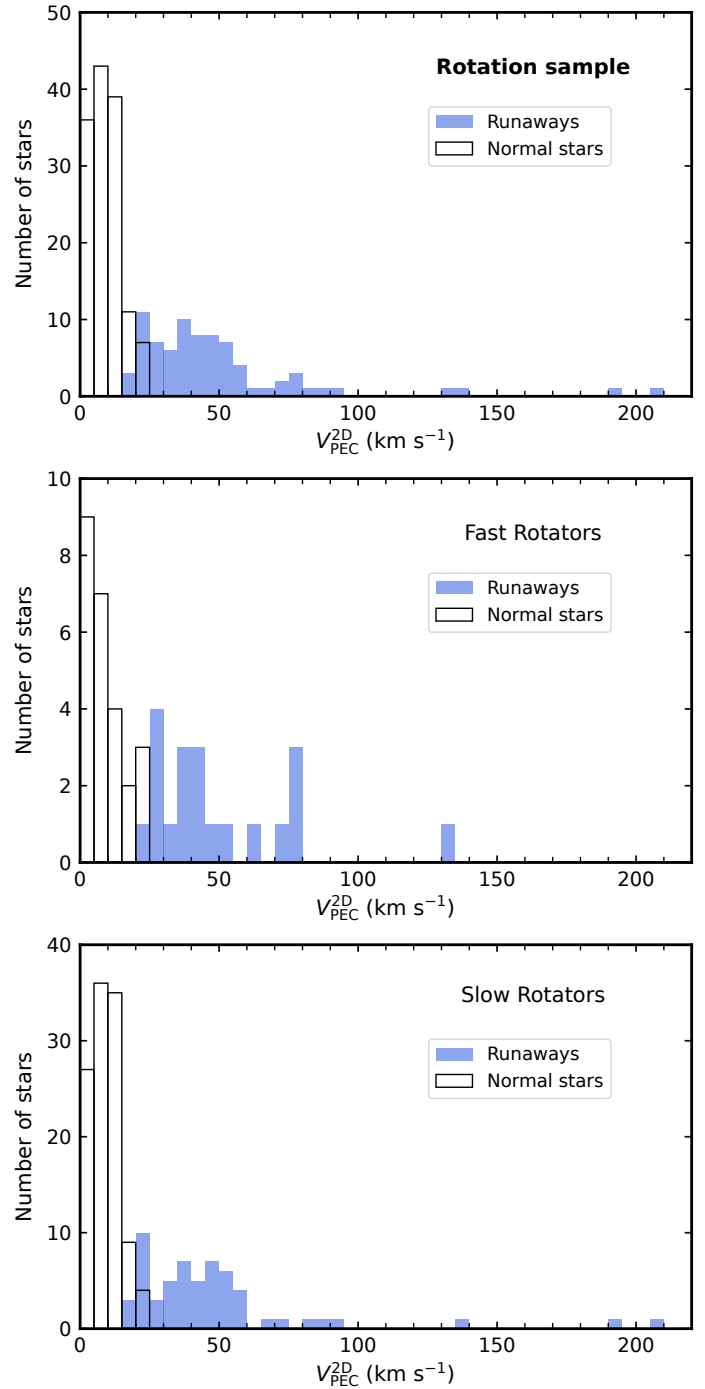 50
40
30
20
10
0
Number of stars
Rotation sample
Runaways
Normal stars
0 50 100 150 200
V_PEC^2D (km s⁻¹)
10
8
6
4
2
0
Number of stars
Fast Rotators
Runaways
Normal stars
0 50 100 150 200
V_PEC^2D (km s⁻¹)
40
30
20
10
0
Number of stars
Slow Rotators
Runaways
Normal stars
0 50 100 150 200
V_PEC^2D (km s⁻¹)